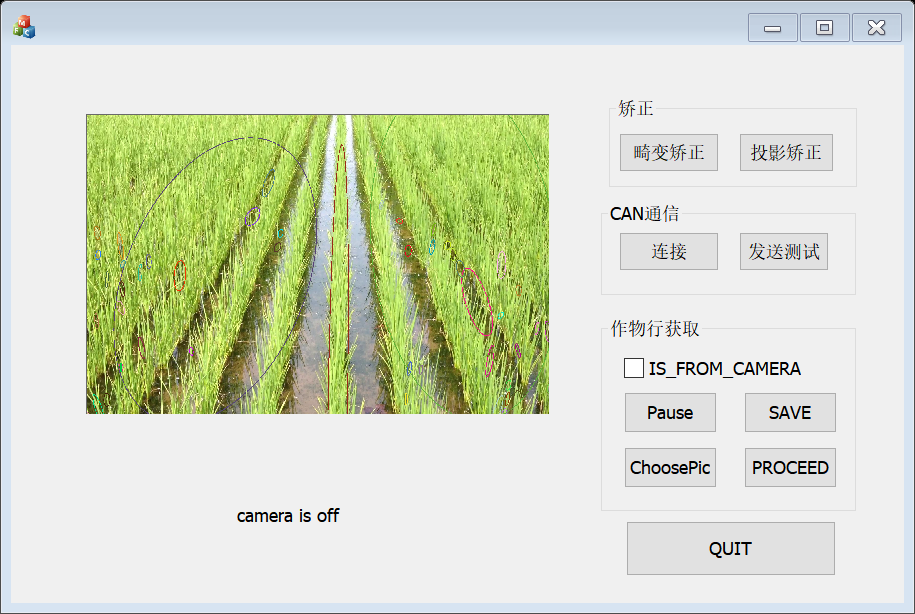 矫正
畸变矫正
投影矫正
CAN通信
连接
发送测试
作物行获取
IS_FROM_CAMERA
Pause
SAVE
ChoosePic
PROCEED
camera is off
QUIT